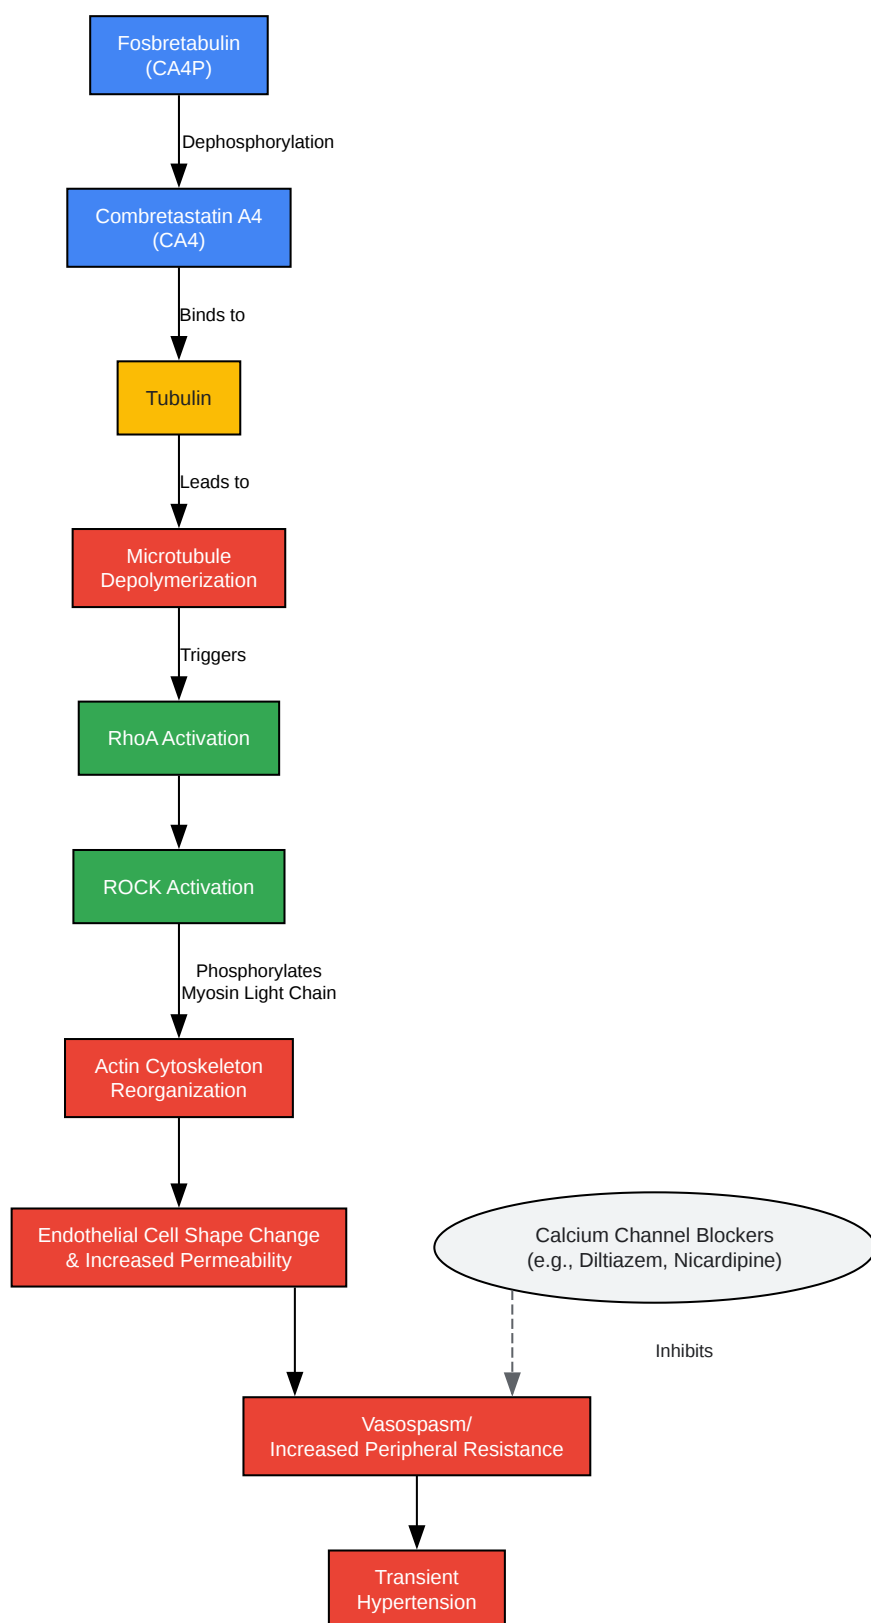 Fosbretabulin
(CA4P)
Dephosphorylation
Combretastatin A4
(CA4)
Binds to
Tubulin
Leads to
Microtubule
Depolymerization
Triggers
RhoA Activation
ROCK Activation
Phosphorylates
Myosin Light Chain
Actin Cytoskeleton
Reorganization
Endothelial Cell Shape Change
& Increased Permeability
Calcium Channel Blockers
(e.g., Diltiazem, Nicardipine)
Inhibits
Vasospasm/
Increased Peripheral Resistance
Transient
Hypertension